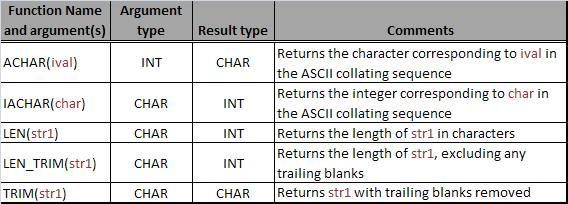 Function Name and argument(s) Argument type Result type Comments
ACHAR(ival) INT CHAR Returns the character corresponding to ival in
the ASCII collating sequence
IACHAR(char) CHAR INT Returns the integer corresponding to char in
the ASCII collating sequence
LEN(str1) CHAR INT Returns the length of str1 in characters
LEN_TRIM(str1) CHAR INT Returns the length of str1, excluding any
trailing blanks
TRIM(str1) CHAR CHAR Returns str1 with trailing blanks removed